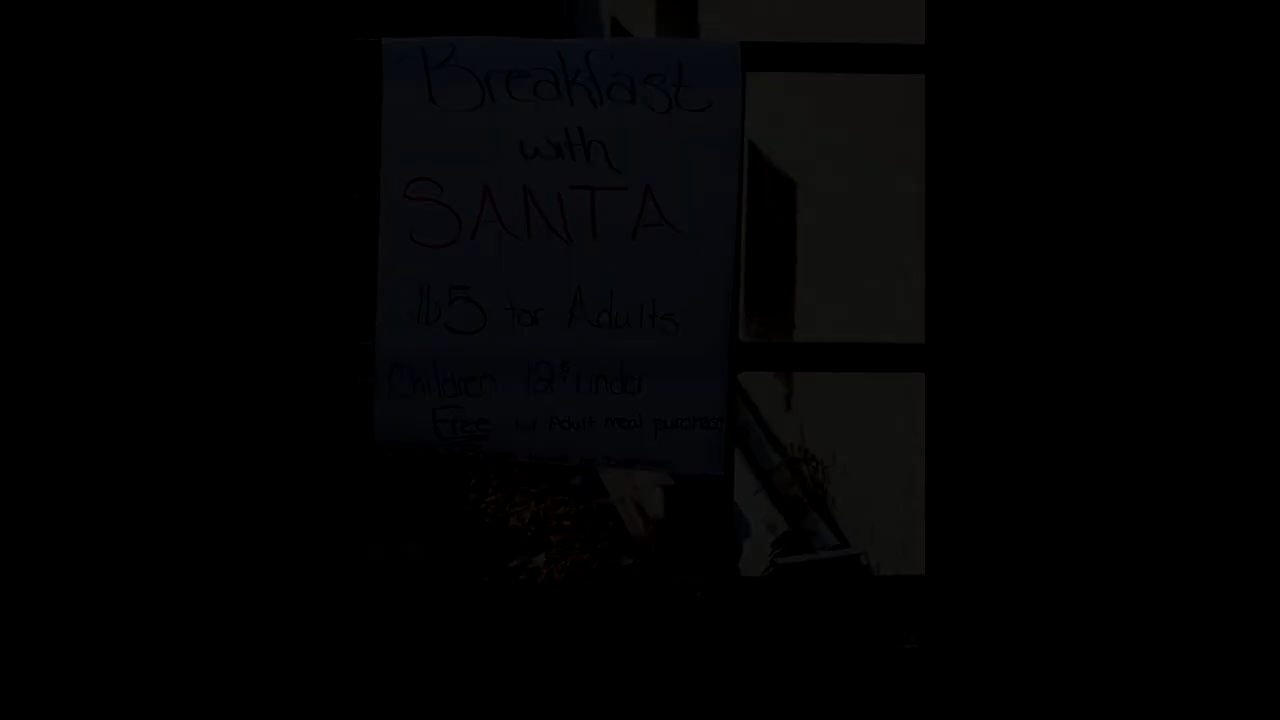 Breakfast
with
SANTA
$5 for Adults
Children 12 & under
Free w/ Adult meal purchase